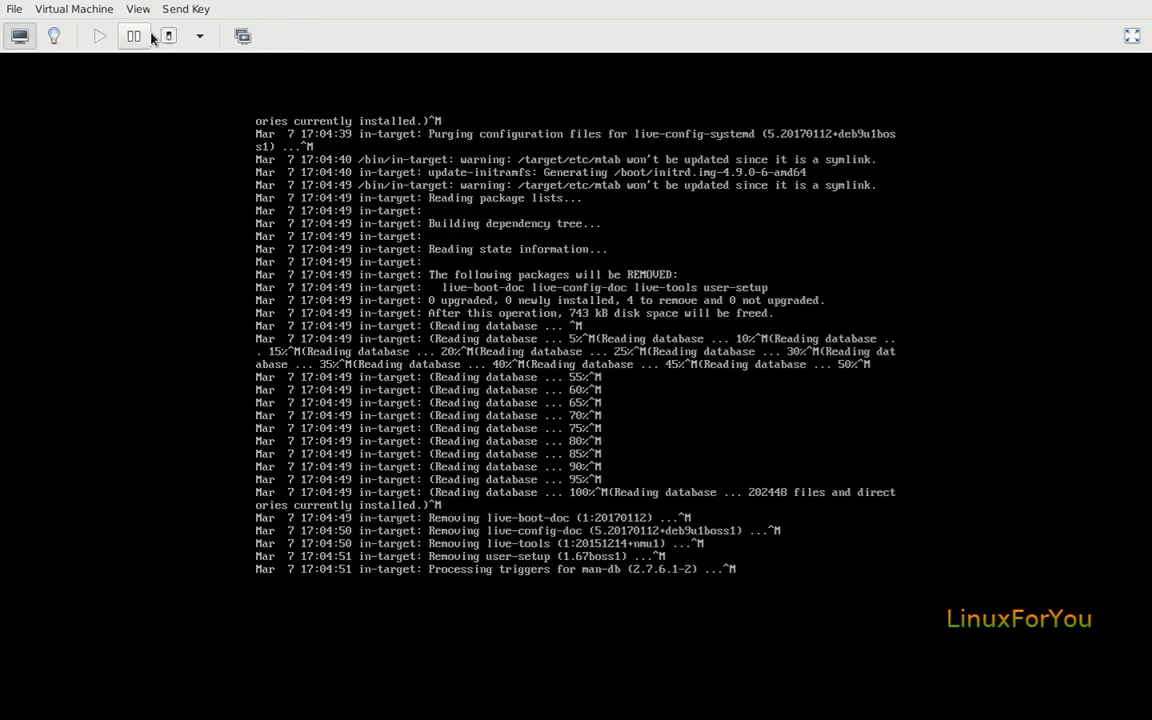 File Virtual Machine View Send Key
ories currently installed.)^M
Mar  7 17:04:39 in-target: Purging configuration files for live-config-systemd (5.20170112+deb9u1bos
s1) ...^M
Mar  7 17:04:40 /bin/in-target: warning: /target/etc/mtab won't be updated since it is a symlink.
Mar  7 17:04:40 in-target: update-initramfs: Generating /boot/initrd.img-4.9.0-6-amd64
Mar  7 17:04:49 /bin/in-target: warning: /target/etc/mtab won't be updated since it is a symlink.
Mar  7 17:04:49 in-target: Reading package lists...
Mar  7 17:04:49 in-target:
Mar  7 17:04:49 in-target: Building dependency tree...
Mar  7 17:04:49 in-target:
Mar  7 17:04:49 in-target: Reading state information...
Mar  7 17:04:49 in-target:
Mar  7 17:04:49 in-target: The following packages will be REMOVED:
Mar  7 17:04:49 in-target:   live-boot-doc live-config-doc live-tools user-setup
Mar  7 17:04:49 in-target: 0 upgraded, 0 newly installed, 4 to remove and 0 not upgraded.
Mar  7 17:04:49 in-target: After this operation, 743 kB disk space will be freed.
Mar  7 17:04:49 in-target: (Reading database ... ^M
Mar  7 17:04:49 in-target: (Reading database ... 5%^M(Reading database ... 10%^M(Reading database ..
. 15%^M(Reading database ... 20%^M(Reading database ... 25%^M(Reading database ... 30%^M(Reading dat
abase ... 35%^M(Reading database ... 40%^M(Reading database ... 45%^M(Reading database ... 50%^M
Mar  7 17:04:49 in-target: (Reading database ... 55%^M
Mar  7 17:04:49 in-target: (Reading database ... 60%^M
Mar  7 17:04:49 in-target: (Reading database ... 65%^M
Mar  7 17:04:49 in-target: (Reading database ... 70%^M
Mar  7 17:04:49 in-target: (Reading database ... 75%^M
Mar  7 17:04:49 in-target: (Reading database ... 80%^M
Mar  7 17:04:49 in-target: (Reading database ... 85%^M
Mar  7 17:04:49 in-target: (Reading database ... 90%^M
Mar  7 17:04:49 in-target: (Reading database ... 95%^M
Mar  7 17:04:49 in-target: (Reading database ... 100%^M(Reading database ... 202448 files and direct
ories currently installed.)^M
Mar  7 17:04:49 in-target: Removing live-boot-doc (1:20170112) ...^M
Mar  7 17:04:50 in-target: Removing live-config-doc (5.20170112+deb9u1boss1) ...^M
Mar  7 17:04:50 in-target: Removing live-tools (1:20151214+nmu1) ...^M
Mar  7 17:04:51 in-target: Removing user-setup (1.67boss1) ...^M
Mar  7 17:04:51 in-target: Processing triggers for man-db (2.7.6.1-2) ...^M
LinuxForYou